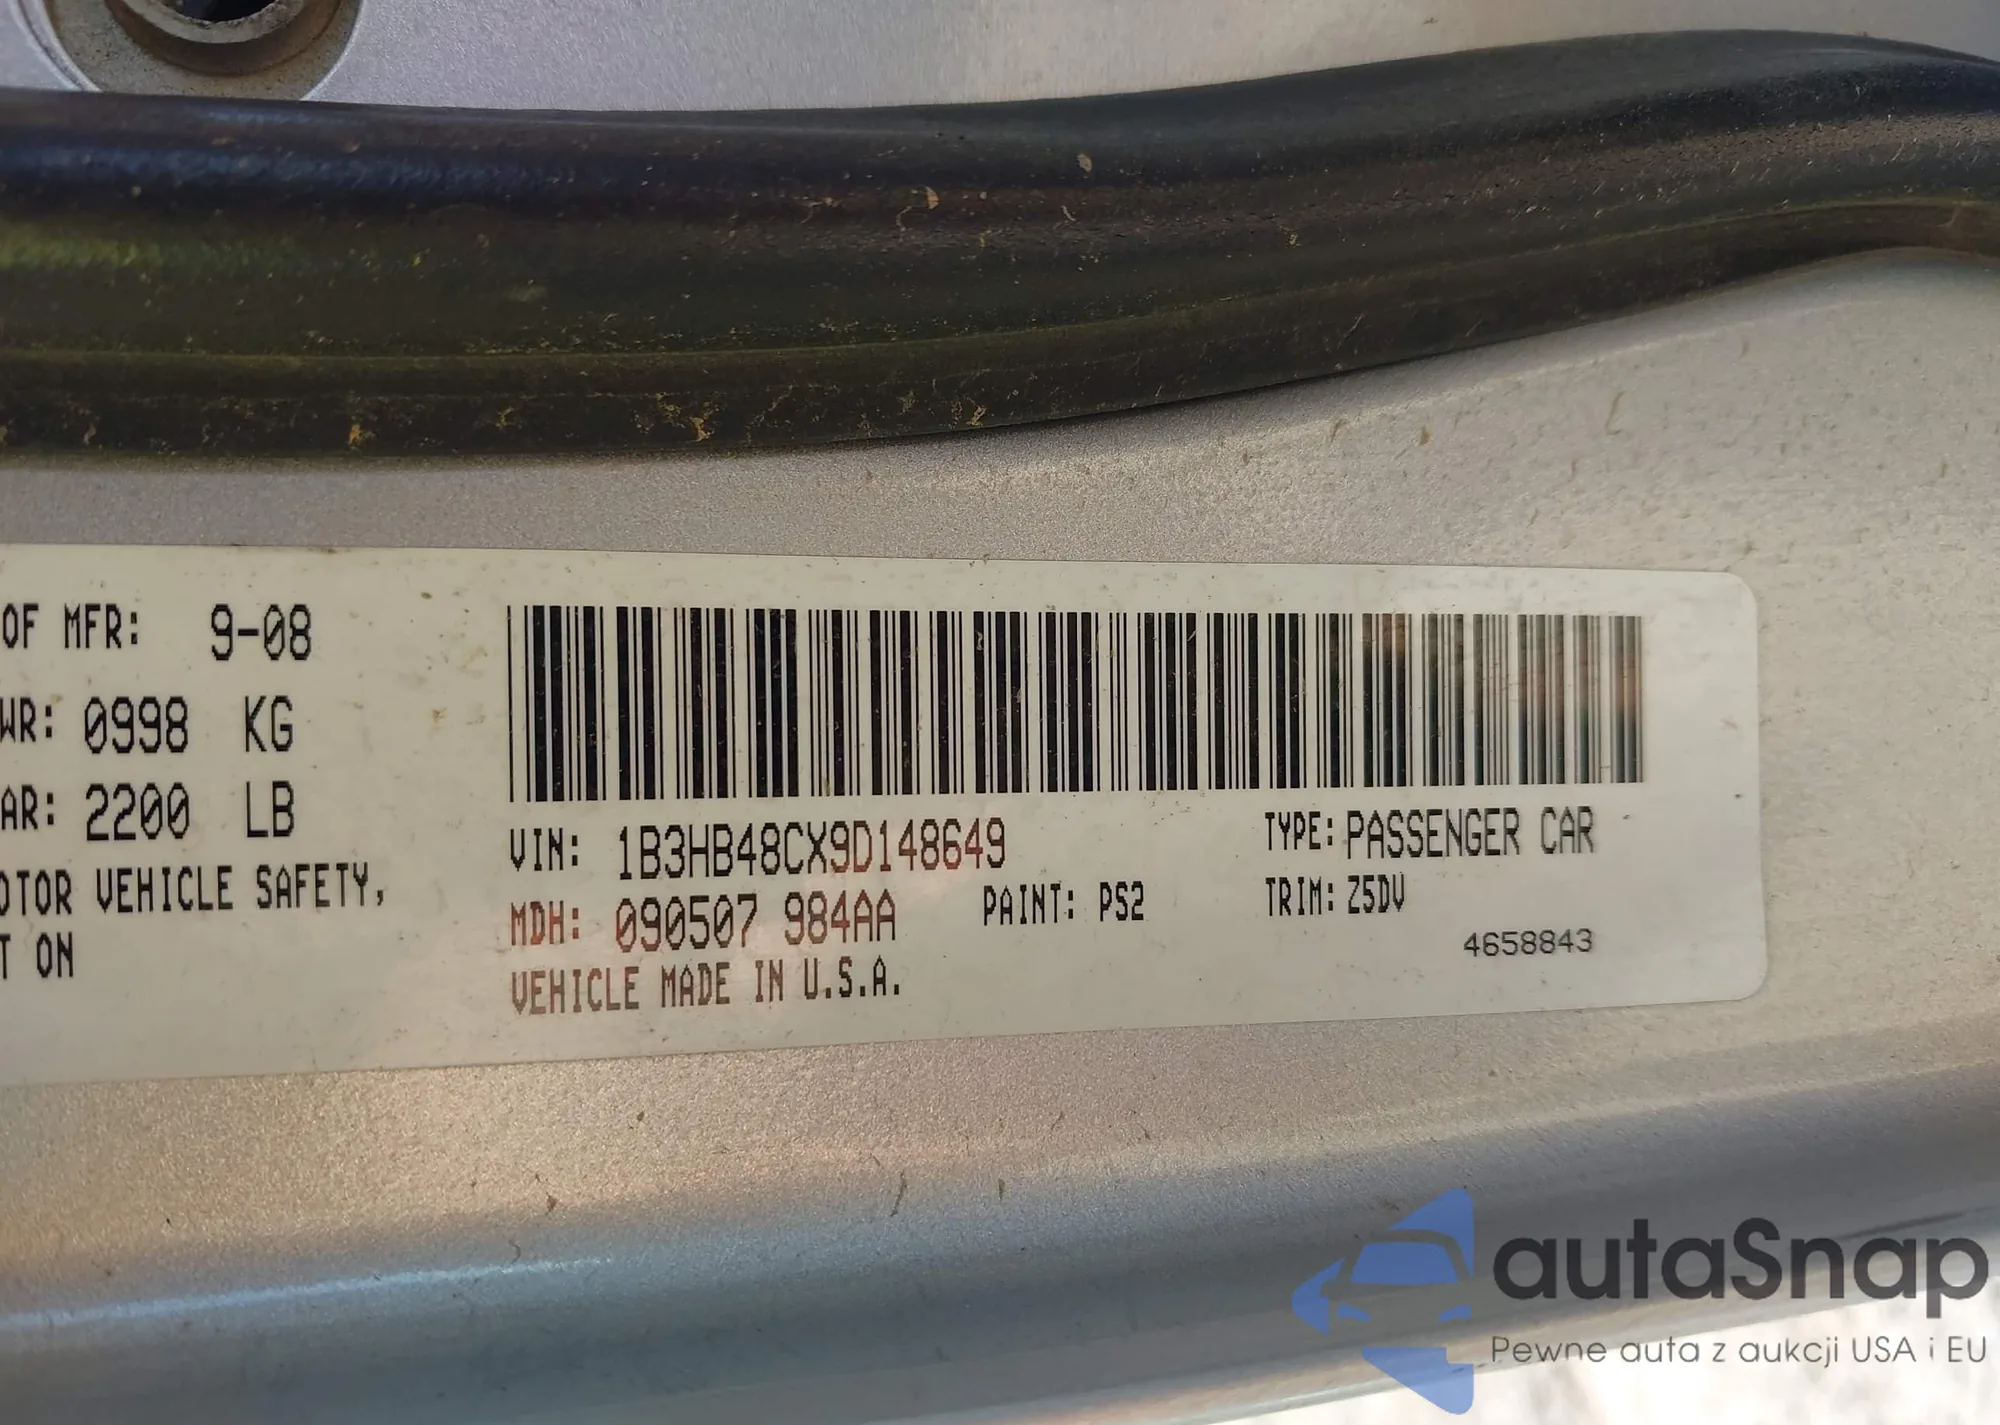 OF MFR: 9-08
WR: 0998 KG
AR: 2200 LB
OTOR VEHICLE SAFETY,
T ON
VIN: 1B3HB48CX9D148649
TYPE: PASSENGER CAR
MDH: 090507 984AA
PAINT: PS2
TRIM: Z5DV
VEHICLE MADE IN U.S.A.
4658843
autaSnap
Pewne auta z aukcji USA i EU